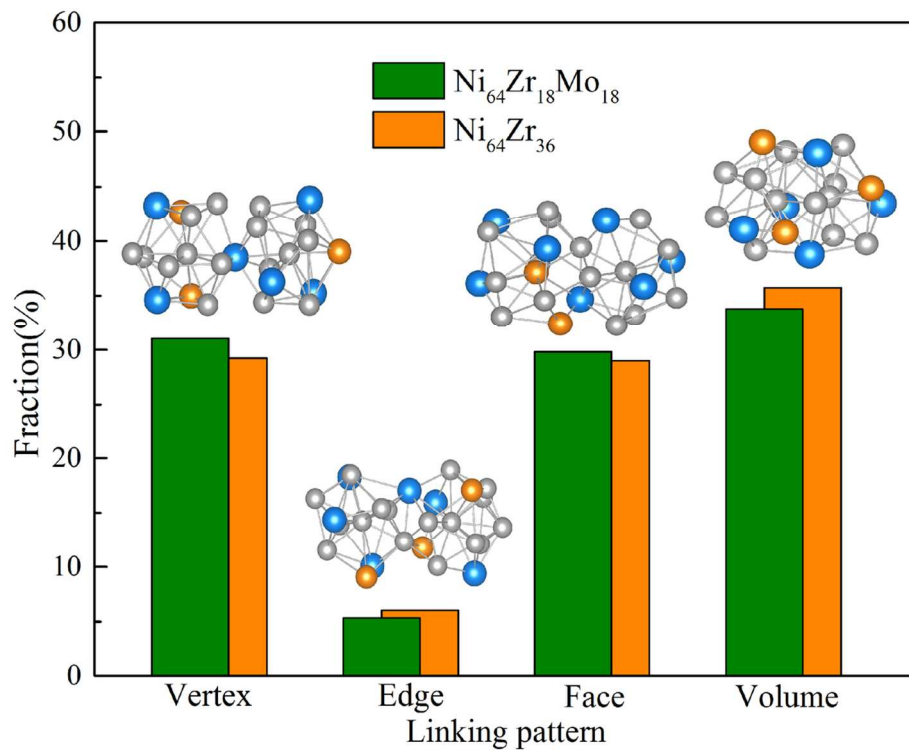 60
50
40
30
20
10
0
Fraction(%)
Ni₆₄Zr₁₈Mo₁₈
Ni₆₄Zr₃₆
Vertex Edge Face Volume
Linking pattern